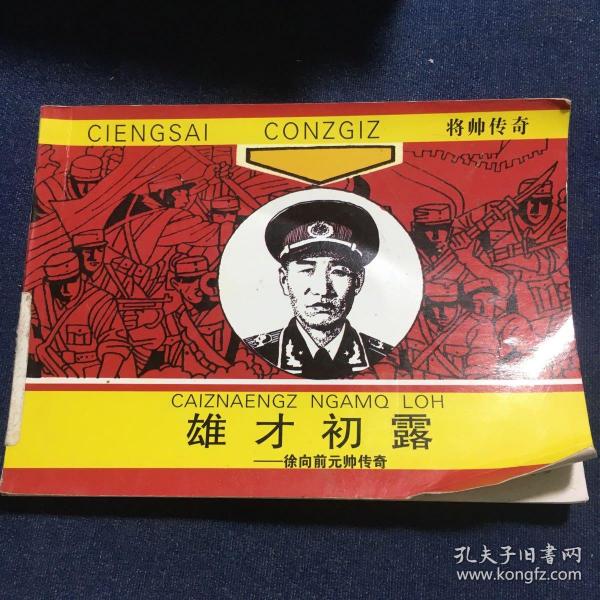 CIENGSAI CONZGIZ 将帅传奇
CAIZNAENGZ NGAMQ LOH
雄才初露
——徐向前元帅传奇
孔夫子旧书网
www.kongfz.com